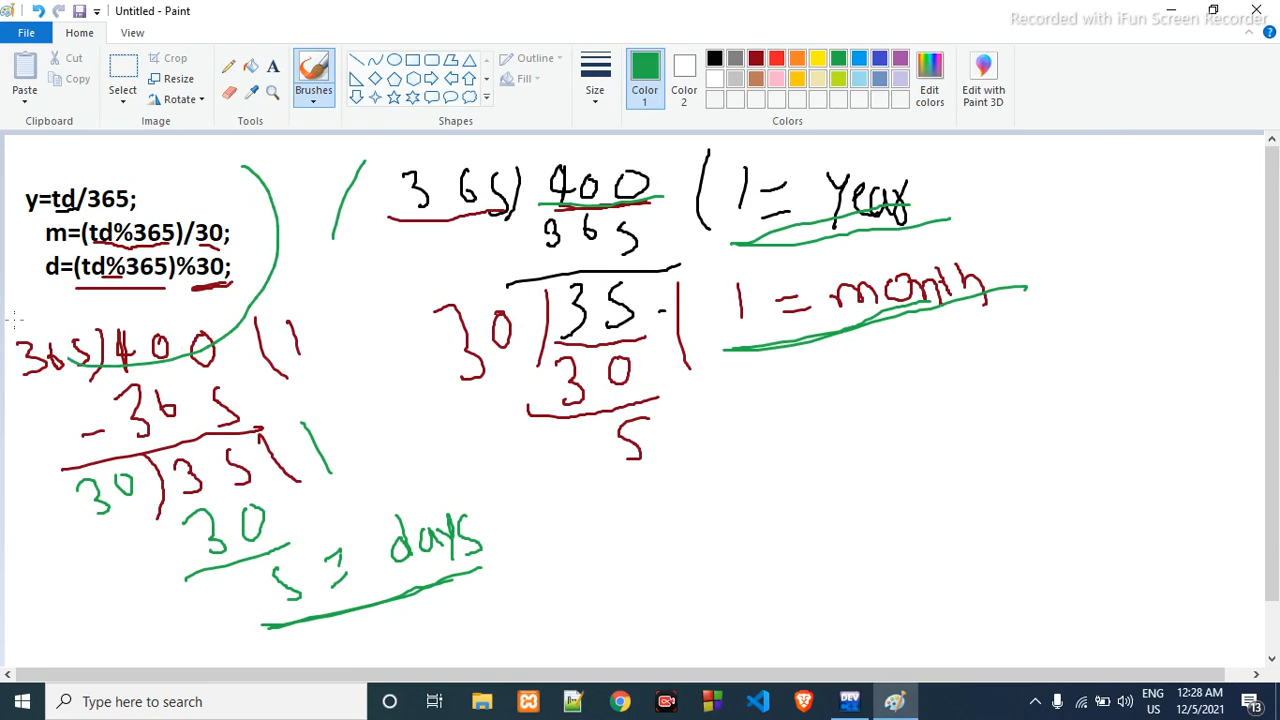 Untitled - Paint
Recorded with iFun Screen Recorder
File Home View
Paste
Cut
Copy
Clipboard
Select
Crop
Resize
Rotate
Image
Tools
Brushes
Shapes
Outline
Fill
Size
Color 1
Color 2
Colors
Edit colors
Edit with Paint 3D
y=td/365;
m=(td%365)/30;
d=(td%365)%30;
365)400(1 = Year
365
30|35|1 = month
30
5
365)400(1
-365
30)35(1
30
5 = days
Type here to search
DEV
ENG
US
12:28 AM
12/5/2021
13